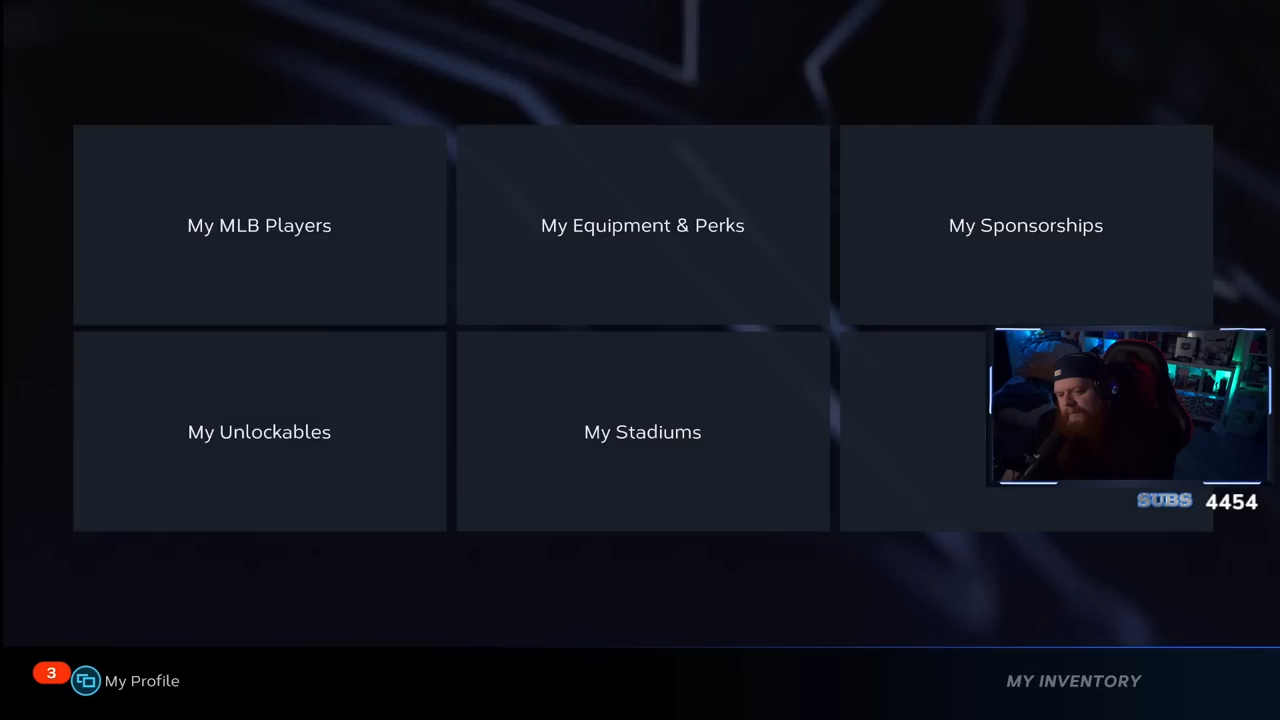 My MLB Players
My Equipment & Perks
My Sponsorships
My Unlockables
My Stadiums
SUBS 4454
3
My Profile
MY INVENTORY